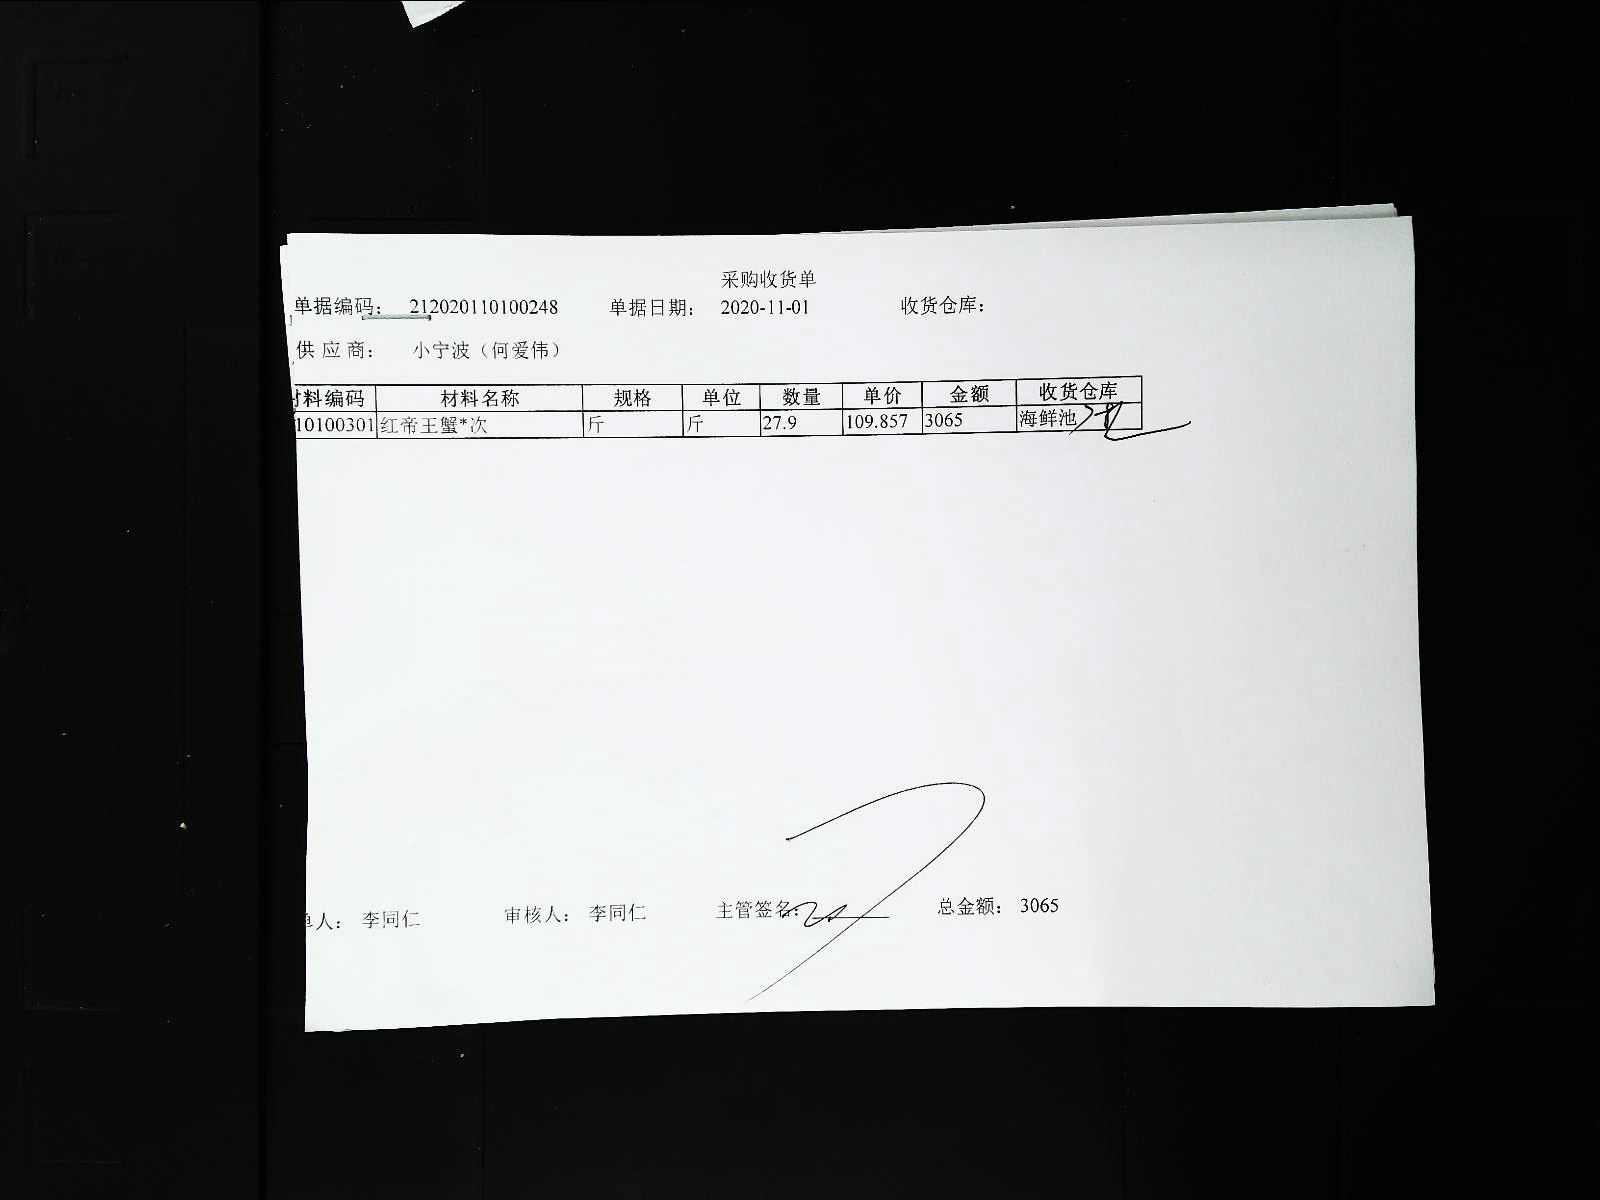 采购收货单
单据编码： 212020110100248 单据日期： 2020-11-01 收货仓库：
供 应 商： 小宁波（何爱伟）
材料编码 材料名称 规格 单位 数量 单价 金额 收货仓库
10100301 红帝王蟹*次 斤 斤 27.9 109.857 3065 海鲜池
单人： 李同仁 审核人： 李同仁 主管签名： 总金额： 3065